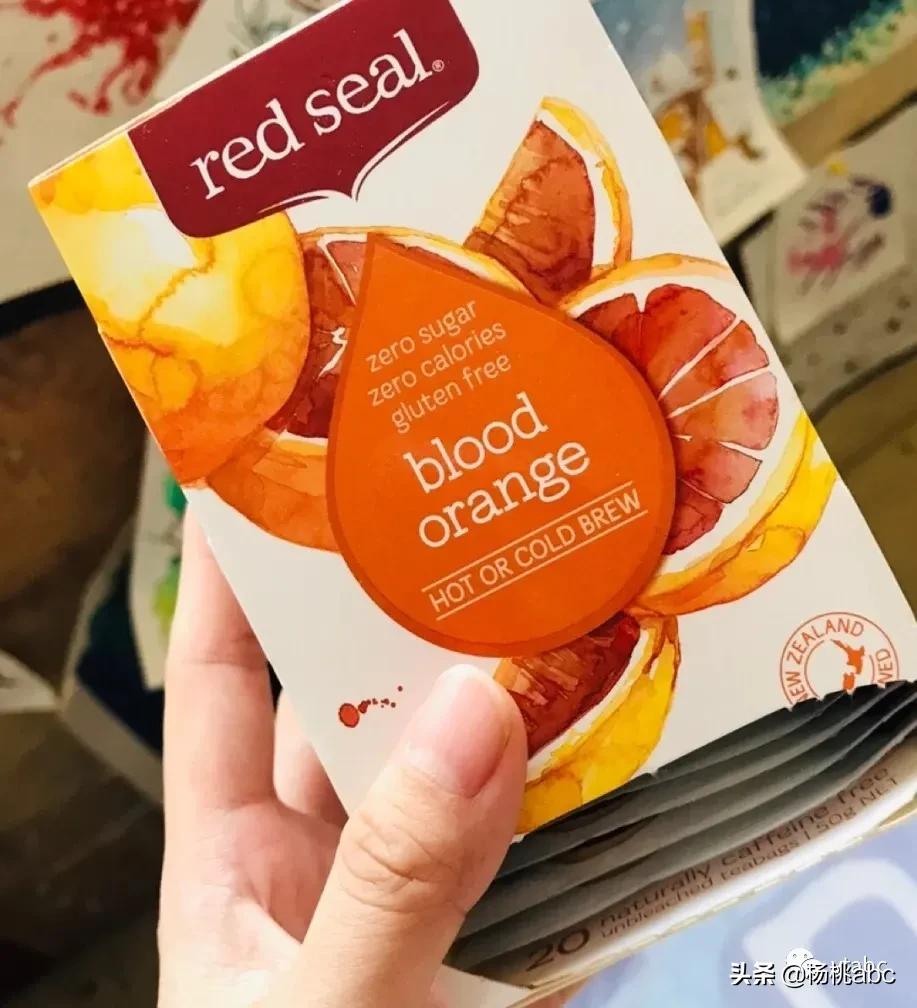 red seal®
zero sugar
zero calories
gluten free
blood
orange
HOT OR COLD BREW
NEW ZEALAND
20 naturally caffeine free
unbleached teabags | 50g NET
头条 @杨桃abc